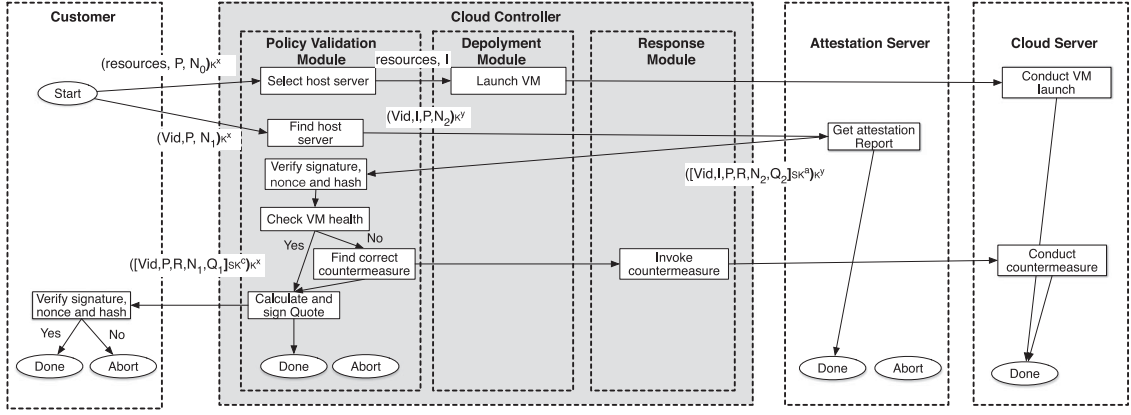 Customer
Cloud Controller
Policy Validation
Module
Depolyment
Module
Response
Module
Attestation Server
Cloud Server
(resources, P, N0)Kx
resources, I
Start
Select host server
Launch VM
Conduct VM
launch
(Vid,P, N1)Kx
Find host
server
(Vid,I,P,N2)Ky
Get attestation
Report
Verify signature,
nonce and hash
([Vid,I,P,R,N2,Q2]SKa)Ky
Check VM health
Yes
No
([Vid,P,R,N1,Q1]SKc)Kx
Find correct
countermeasure
Invoke
countermeasure
Conduct
countermeasure
Verify signature,
nonce and hash
Calculate and
sign Quote
Yes
No
Done
Abort
Done
Abort
Done
Abort
Done